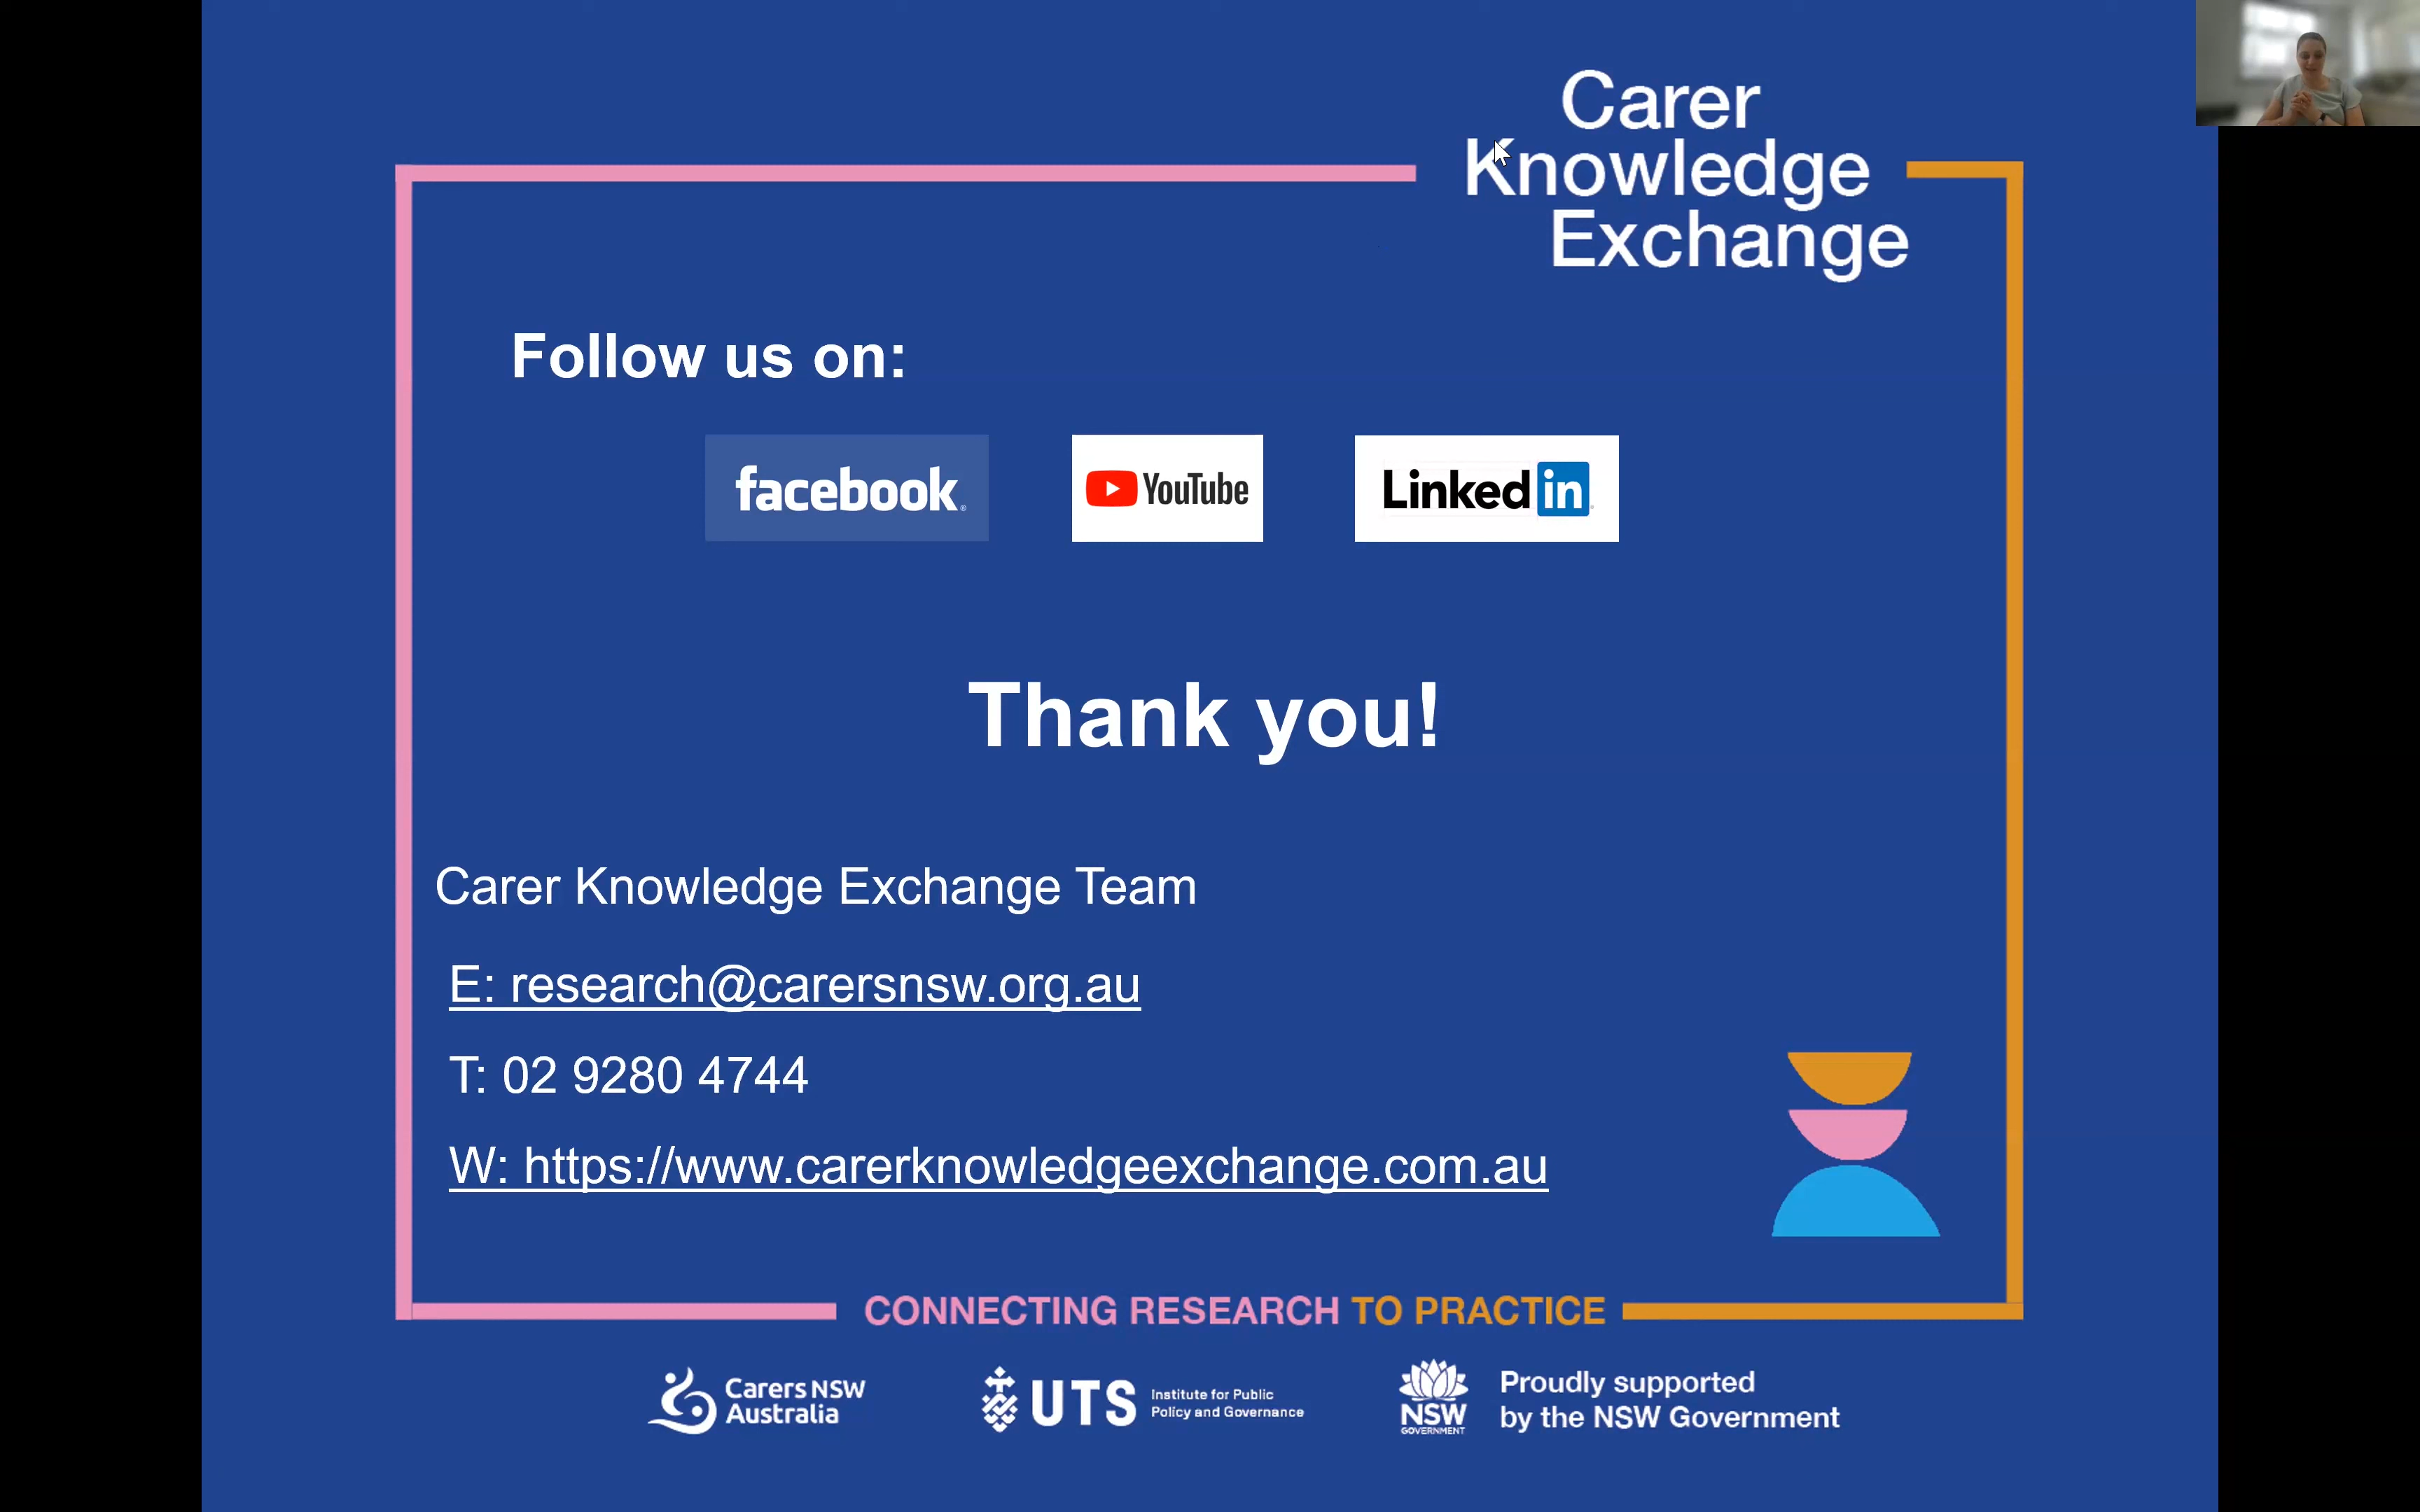 Carer
Knowledge
Exchange
Follow us on:
facebook®
YouTube
Linked in
Thank you!
Carer Knowledge Exchange Team
E: research@carersnsw.org.au
T: 02 9280 4744
W: https://www.carerknowledgeexchange.com.au
CONNECTING RESEARCH TO PRACTICE
Carers NSW
Australia
UTS
Institute for Public
Policy and Governance
NSW
GOVERNMENT
Proudly supported
by the NSW Government